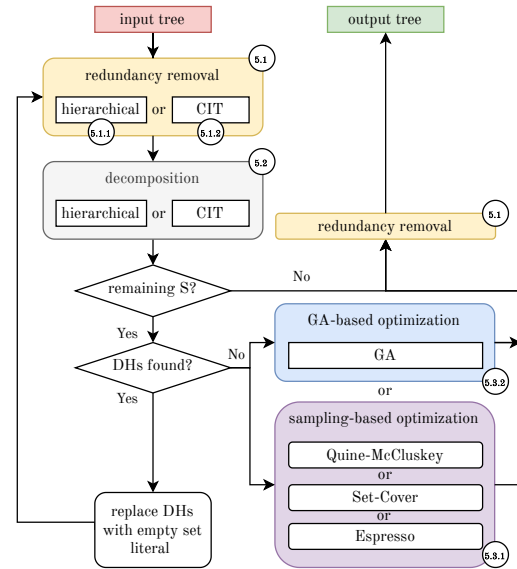 input tree
output tree
5.1
redundancy removal
hierarchical or CIT
5.1.1
5.1.2
5.2
decomposition
hierarchical or CIT
5.1
redundancy removal
remaining S?
No
Yes
DHs found?
No
Yes
GA-based optimization
GA
5.3.2
or
sampling-based optimization
Quine-McCluskey
or
Set-Cover
or
Espresso
5.3.1
replace DHs
with empty set
literal